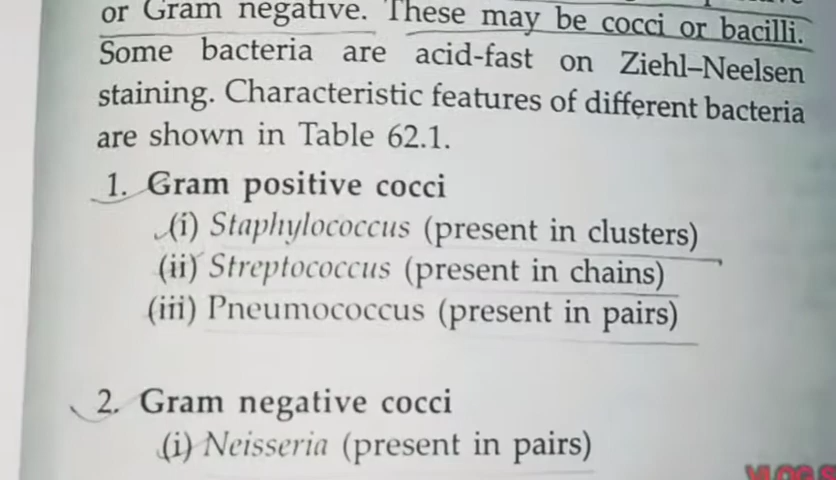 or Gram negative. These may be cocci or bacilli.
Some bacteria are acid-fast on Ziehl–Neelsen
staining. Characteristic features of different bacteria
are shown in Table 62.1.
1. Gram positive cocci
(i) Staphylococcus (present in clusters)
(ii) Streptococcus (present in chains)
(iii) Pneumococcus (present in pairs)
2. Gram negative cocci
(i) Neisseria (present in pairs)